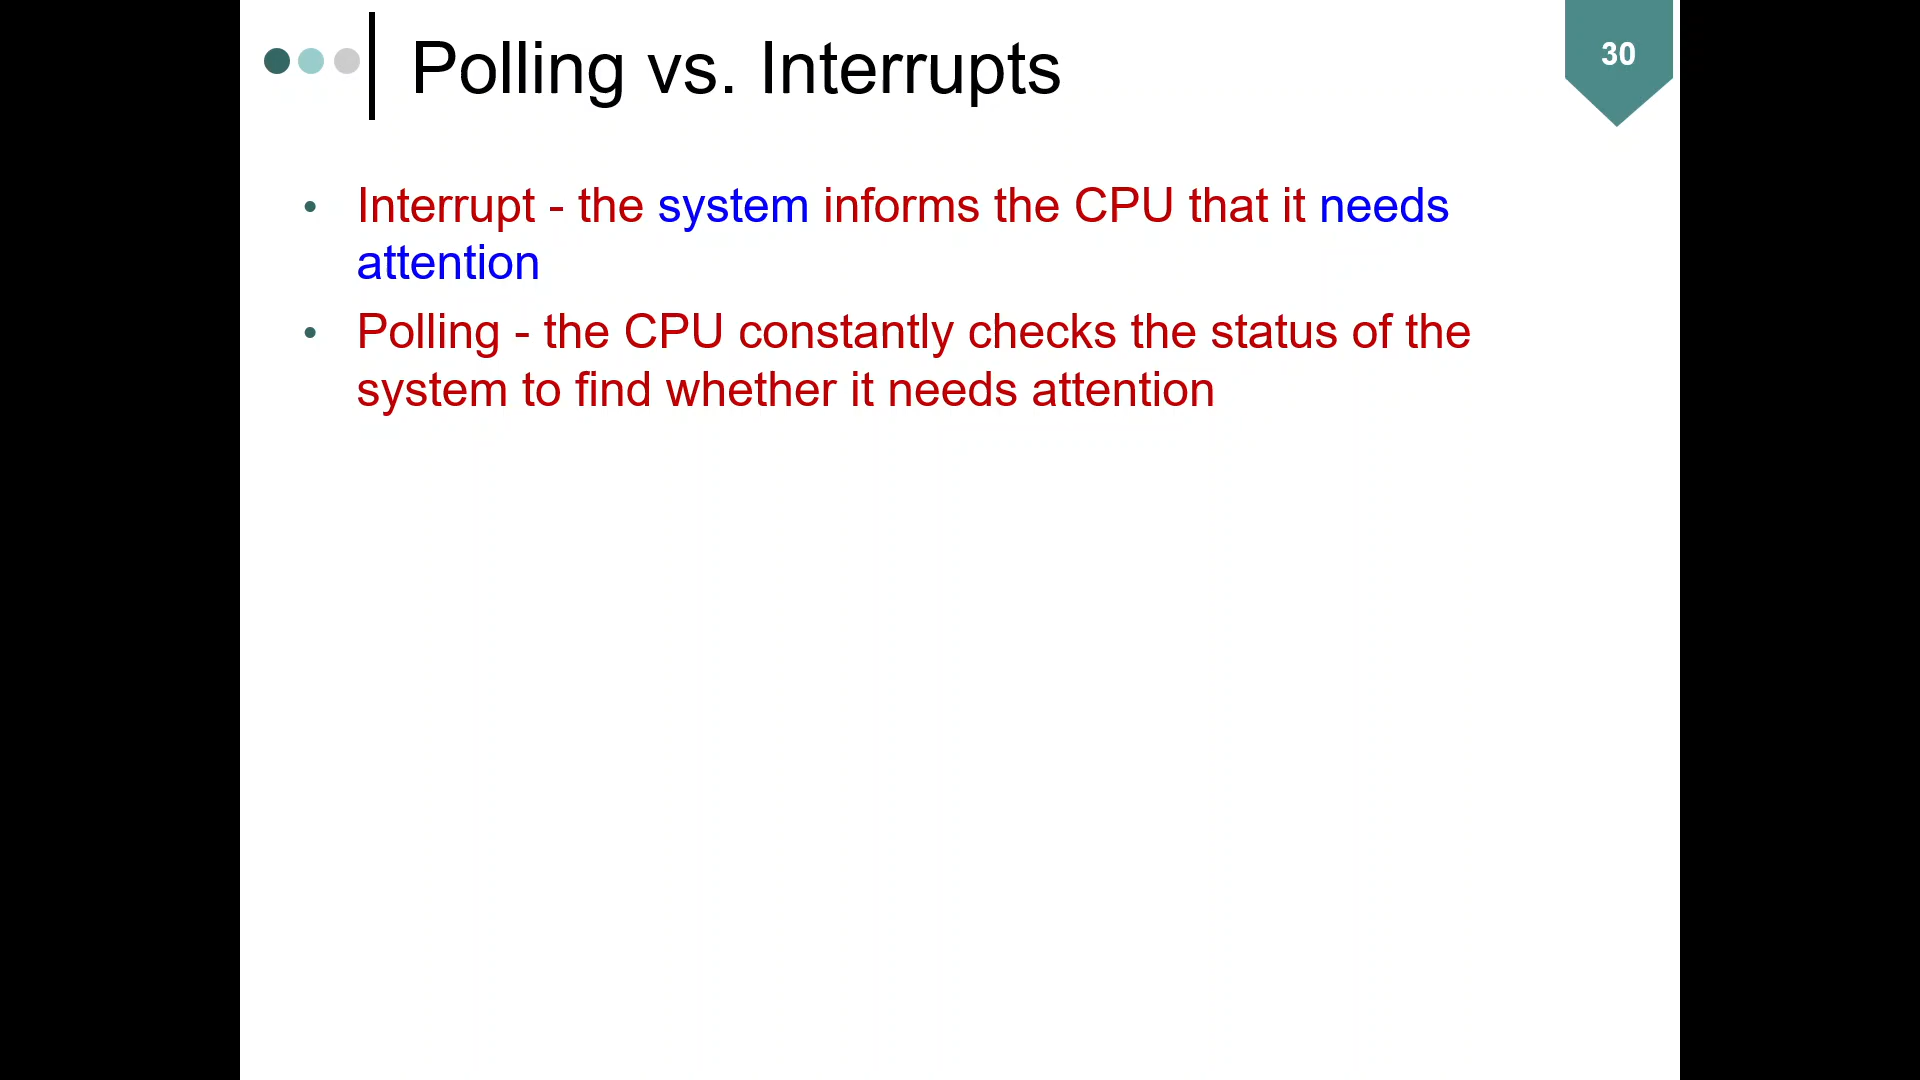 Polling vs. Interrupts
30
• Interrupt - the system informs the CPU that it needs
attention
• Polling - the CPU constantly checks the status of the
system to find whether it needs attention